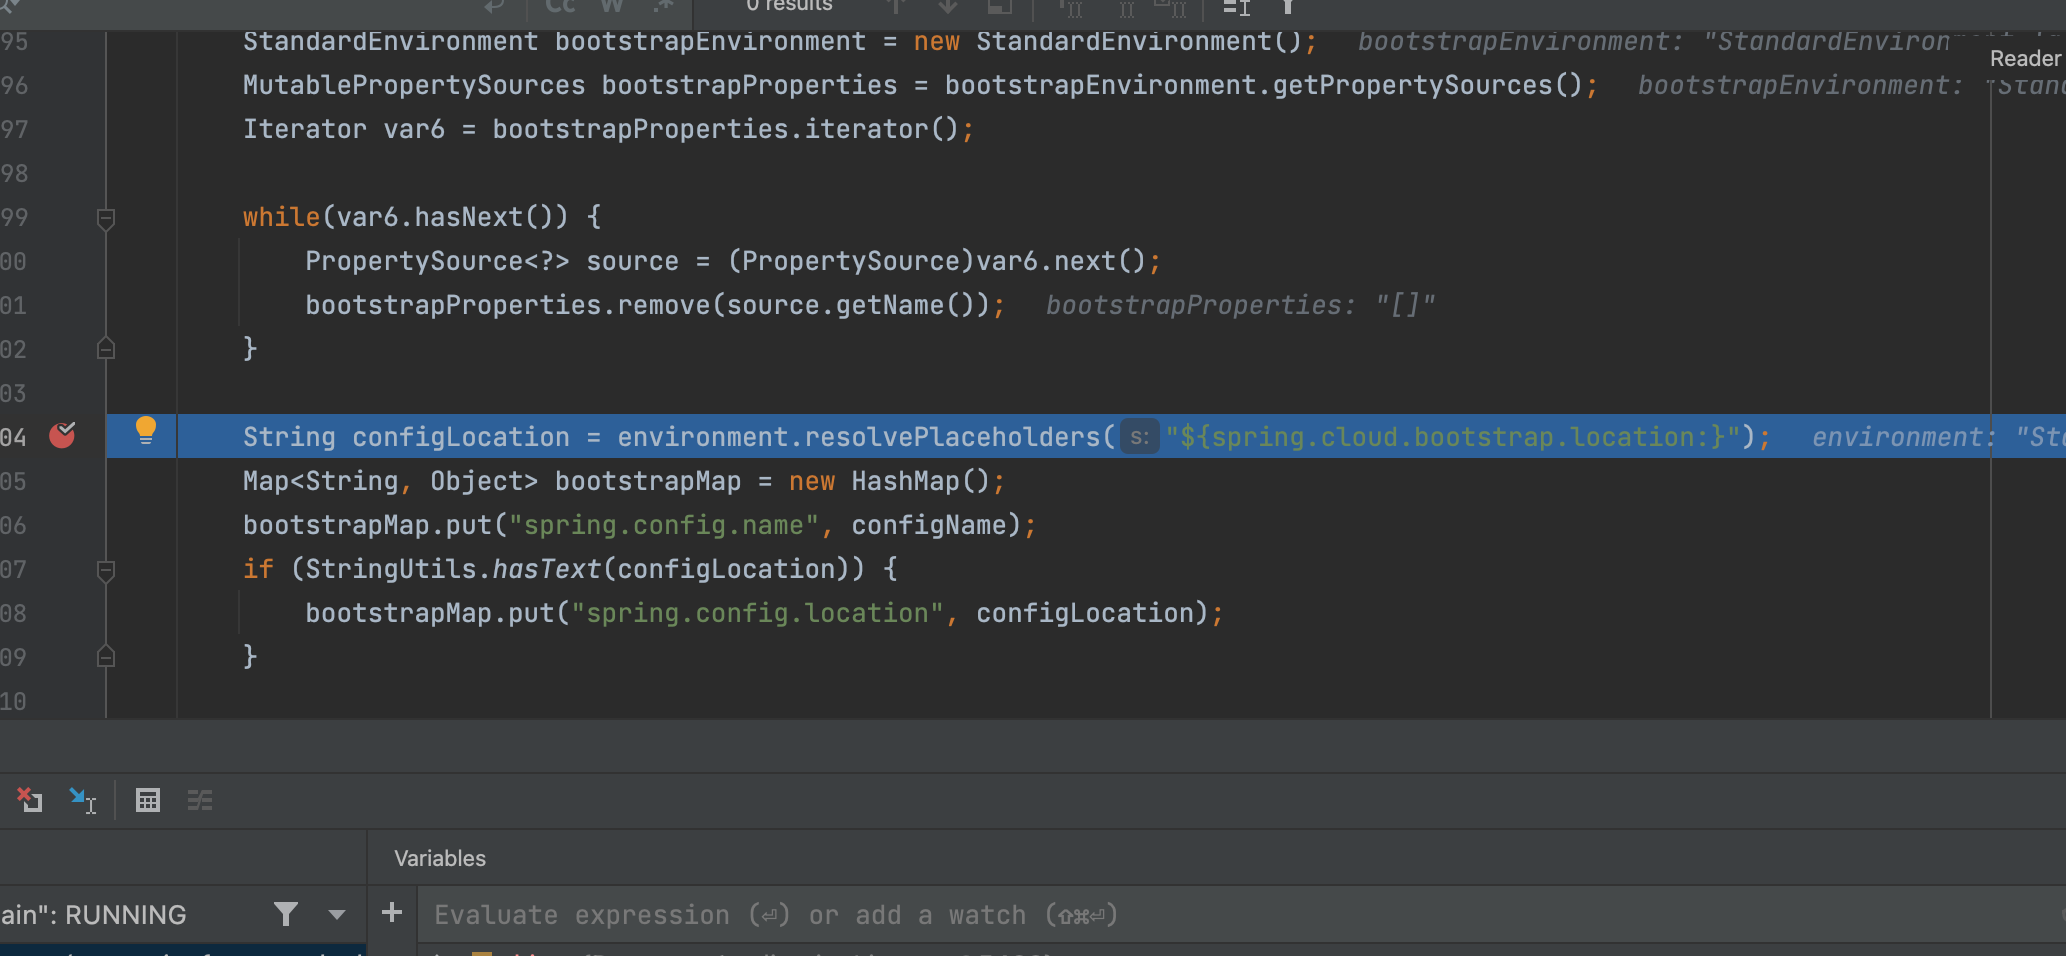 Cc W .* 0 results
95 StandardEnvironment bootstrapEnvironment = new StandardEnvironment(); bootstrapEnvironment: "StandardEnviron
Reader
96 MutablePropertySources bootstrapProperties = bootstrapEnvironment.getPropertySources(); bootstrapEnvironment: "Stand
97 Iterator var6 = bootstrapProperties.iterator();
98
99 while(var6.hasNext()) {
00 PropertySource<?> source = (PropertySource)var6.next();
01 bootstrapProperties.remove(source.getName()); bootstrapProperties: "[]"
02 }
03
04 String configLocation = environment.resolvePlaceholders( s: "${spring.cloud.bootstrap.location:}"); environment: "Sta
05 Map<String, Object> bootstrapMap = new HashMap();
06 bootstrapMap.put("spring.config.name", configName);
07 if (StringUtils.hasText(configLocation)) {
08 bootstrapMap.put("spring.config.location", configLocation);
09 }
10
Variables
ain": RUNNING
Evaluate expression (⏎) or add a watch (⇧⌘⏎)